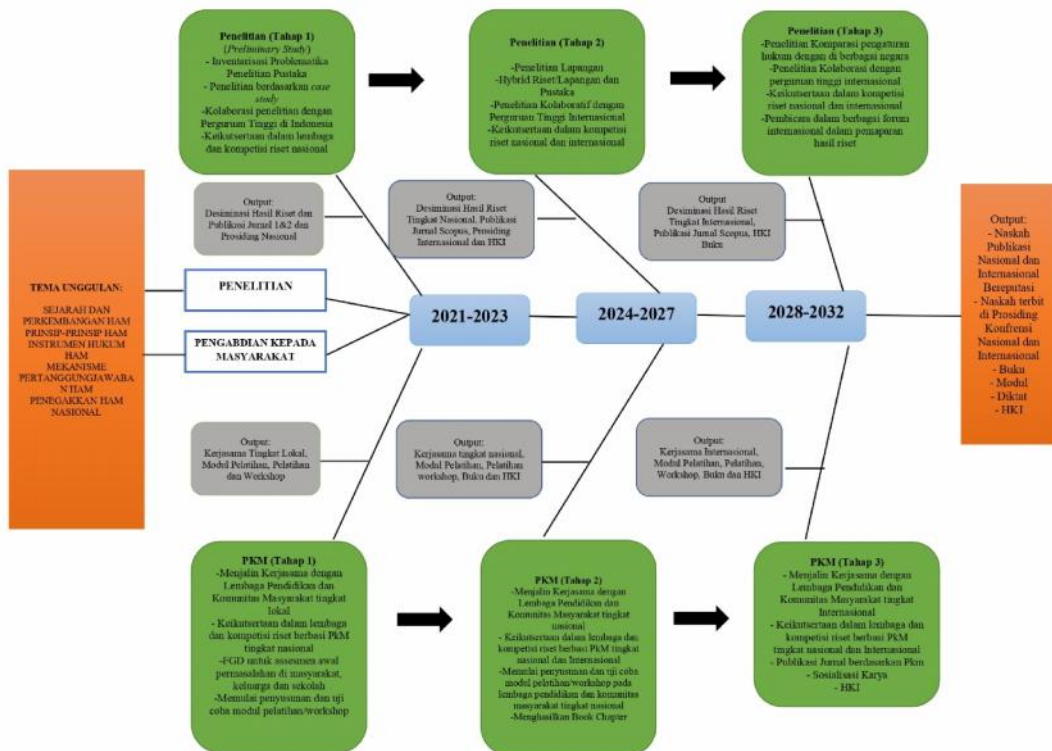 Penelitian (Tahap 1)
(Preliminary Study)
- Inventarisasi Problematika
Penelitian Pustaka
- Penelitian berdasarkan case
study
-Kolaborasi penelitian dengan
Perguruan Tinggi di Indonesia
-Keikutsertaan dalam lembaga
dan kompetisi riset nasional
Penelitian (Tahap 2)
-Penelitian Lapangan
-Hybrid Riset/Lapangan dan
Pustaka
-Penelitian Kolaboratif dengan
Perguruan Tinggi Internasional
-Keikutsertaan dalam kompetisi
riset nasional dan internasional
Penelitian (Tahap 3)
-Penelitian Komparasi pengaturan
hukum dengan di berbagai negara
-Penelitian Kolaborasi dengan
perguruan tinggi internasional
-Keikutsertaan dalam kompetisi
riset nasional dan internasional
-Pembicara dalam berbagai forum
internasional dalam pemaparan
hasil riset
Output:
Desiminasi Hasil Riset dan
Publikasi Jurnal 1&2 dan
Prosiding Nasional
Output:
Desiminasi Hasil Riset
Tingkat Nasional, Publikasi
Jurnal Scopus, Prosiding
Internasional dan HKI
Output
Desiminasi Hasil Riset
Tingkat Internasional,
Publikasi Jurnal Scopus, HKI
Buku
TEMA UNGGULAN:
SEJARAH DAN
PERKEMBANGAN HAM
PRINSIP-PRINSIP HAM
INSTRUMEN HUKUM
HAM
MEKANISME
PERTANGGUNGJAWABA
N HAM
PENEGAKKAN HAM
NASIONAL
PENELITIAN
PENGABDIAN KEPADA
MASYARAKAT
2021-2023
2024-2027
2028-2032
Output:
- Naskah
Publikasi
Nasional dan
Internasional
Bereputasi
- Naskah terbit
di Prosiding
Konfrensi
Nasional dan
Internasional
- Buku
- Modul
- Diktat
- HKI
Output:
Kerjasama Tingkat Lokal,
Modul Pelatihan, Pelatihan
dan Workshop
Output:
Kerjasama tingkat nasional,
Modul Pelatihan, Pelatihan
workshop, Buku dan HKI
Output:
Kerjasama Internasional,
Modul Pelatihan, Pelatihan,
Workshop, Buku dan HKI
PKM (Tahap 1)
-Menjalin Kerjasama dengan
Lembaga Pendidikan dan
Komunitas Masyarakat tingkat
lokal
- Keikutsertaan dalam lembaga
dan kompetisi riset berbasi PkM
tingkat nasional
-FGD untuk assesmen awal
permasalahan di masyarakat,
keluarga dan sekolah
-Memulai penyusunan dan uji
coba modul pelatihan/workshop
PKM (Tahap 2)
-Menjalin Kerjasama dengan
Lembaga Pendidikan dan
Komunitas Masyarakat tingkat
nasional
- Keikutsertaan dalam lembaga dan
kompetisi riset berbasi PkM tingkat
nasional dan Internasional
-Memulai penyusunan dan uji coba
modul pelatihan/workshop pada
lembaga pendidikan dan komunitas
masyarakat tingkat nasional
-Menghasilkan Book Chapter
PKM (Tahap 3)
- Menjalin Kerjasama dengan
Lembaga Pendidikan dan
Komunitas Masyarakat tingkat
Internasional
- Keikutsertaan dalam lembaga dan
kompetisi riset berbasi PkM
tingkat nasional dan Internasional
- Publikasi Jurnal berdasarkan Pkm
- Sosialisasi Karya
- HKI